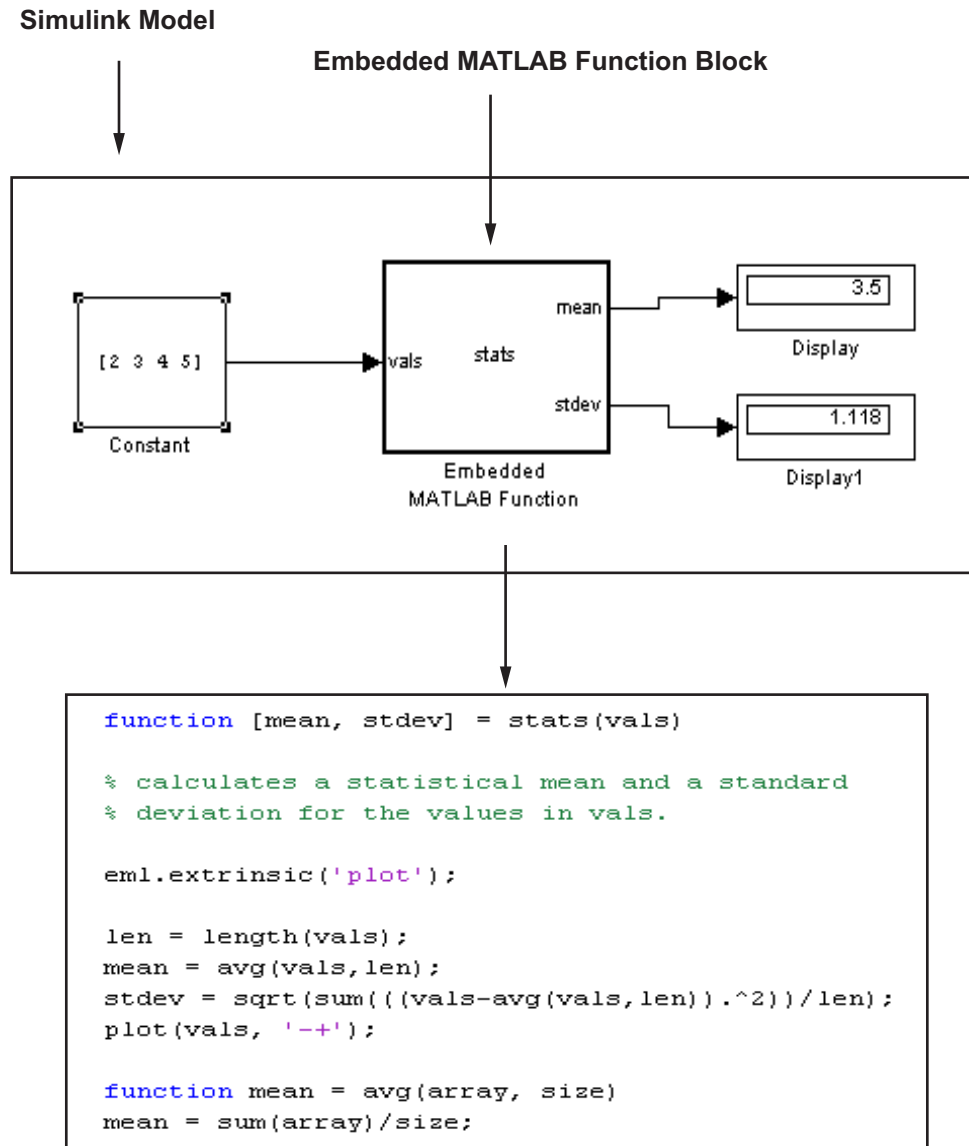 Simulink Model
Embedded MATLAB Function Block
[2 3 4 5]
Constant
vals
stats
mean
stdev
Embedded
MATLAB Function
3.5
Display
1.118
Display1
function [mean, stdev] = stats(vals)
% calculates a statistical mean and a standard
% deviation for the values in vals.
eml.extrinsic('plot');
len = length(vals);
mean = avg(vals,len);
stdev = sqrt(sum(((vals-avg(vals,len)).^2))/len);
plot(vals, '-+');
function mean = avg(array, size)
mean = sum(array)/size;